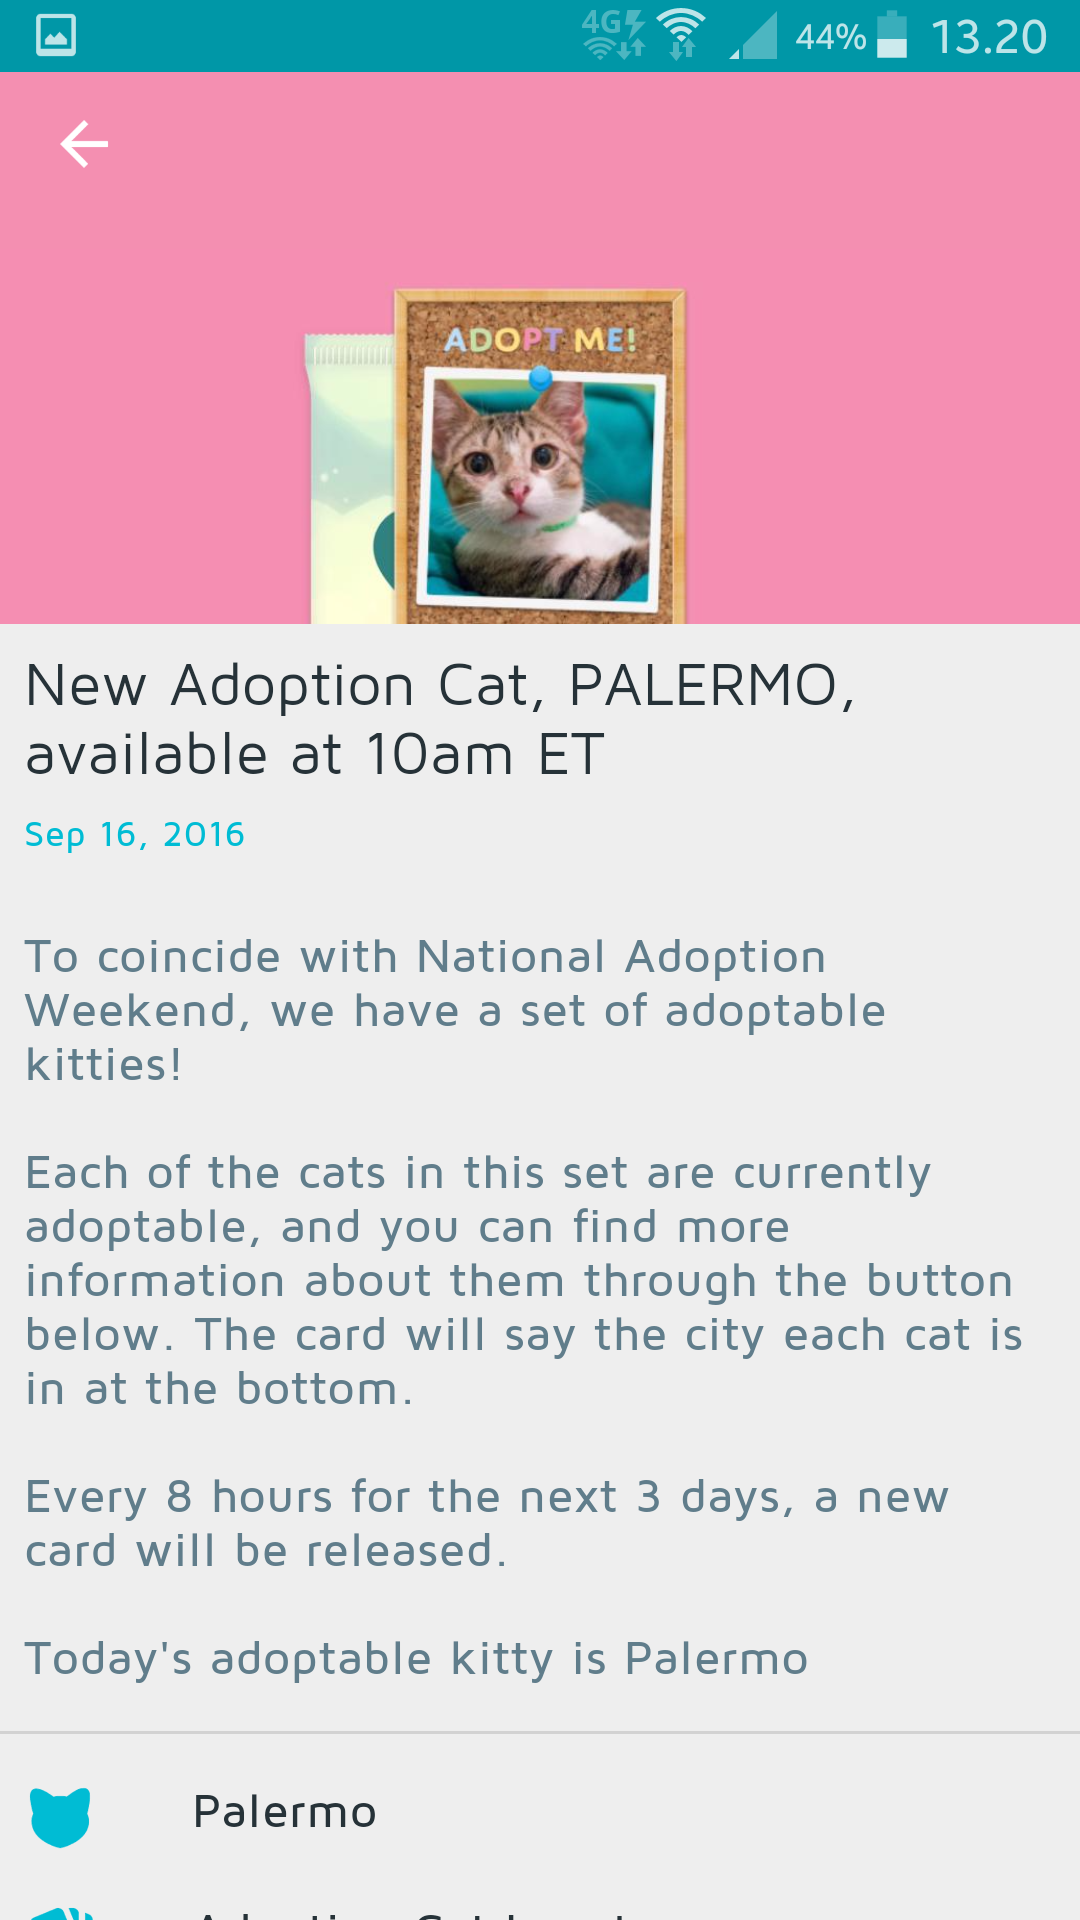 4G 44% 13.20
ADOPT ME!
New Adoption Cat, PALERMO,
available at 10am ET
Sep 16, 2016
To coincide with National Adoption
Weekend, we have a set of adoptable
kitties!
Each of the cats in this set are currently
adoptable, and you can find more
information about them through the button
below. The card will say the city each cat is
in at the bottom.
Every 8 hours for the next 3 days, a new
card will be released.
Today's adoptable kitty is Palermo
Palermo